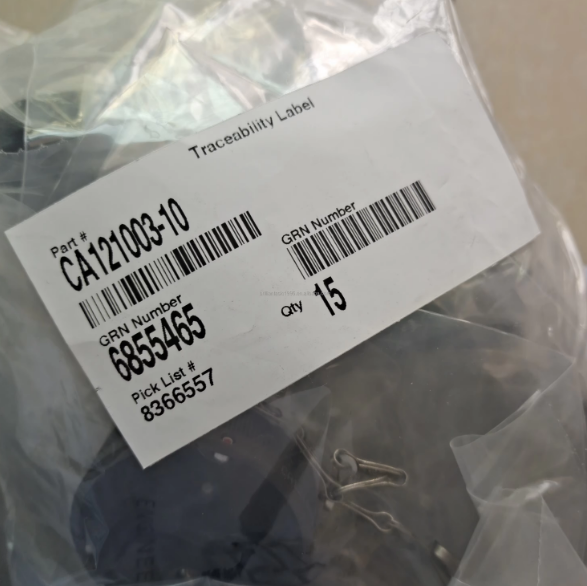 Traceability Label
Part #
CA121003-10
GRN Number
6855465
Pick List #
8366557
GRN Number
Qty 15